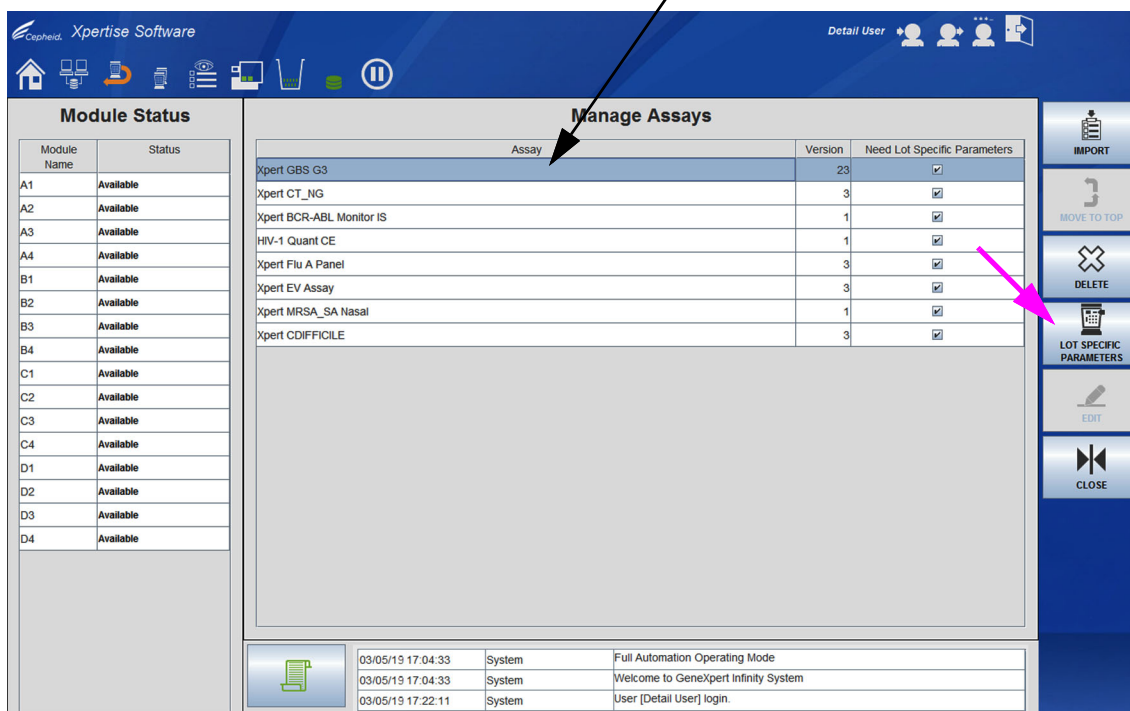 Cepheid. Xpertise Software
Detail User
Module Status
Manage Assays
Module Name Status
A1 Available
A2 Available
A3 Available
A4 Available
B1 Available
B2 Available
B3 Available
B4 Available
C1 Available
C2 Available
C3 Available
C4 Available
D1 Available
D2 Available
D3 Available
D4 Available
Assay Version Need Lot Specific Parameters
Xpert GBS G3 23
Xpert CT_NG 3
Xpert BCR-ABL Monitor IS 1
HIV-1 Quant CE 1
Xpert Flu A Panel 3
Xpert EV Assay 3
Xpert MRSA_SA Nasal 1
Xpert CDIFFICILE 3
03/05/19 17:04:33 System Full Automation Operating Mode
03/05/19 17:04:33 System Welcome to GeneXpert Infinity System
03/05/19 17:22:11 System User [Detail User] login.
IMPORT
MOVE TO TOP
DELETE
LOT SPECIFIC
PARAMETERS
EDIT
CLOSE